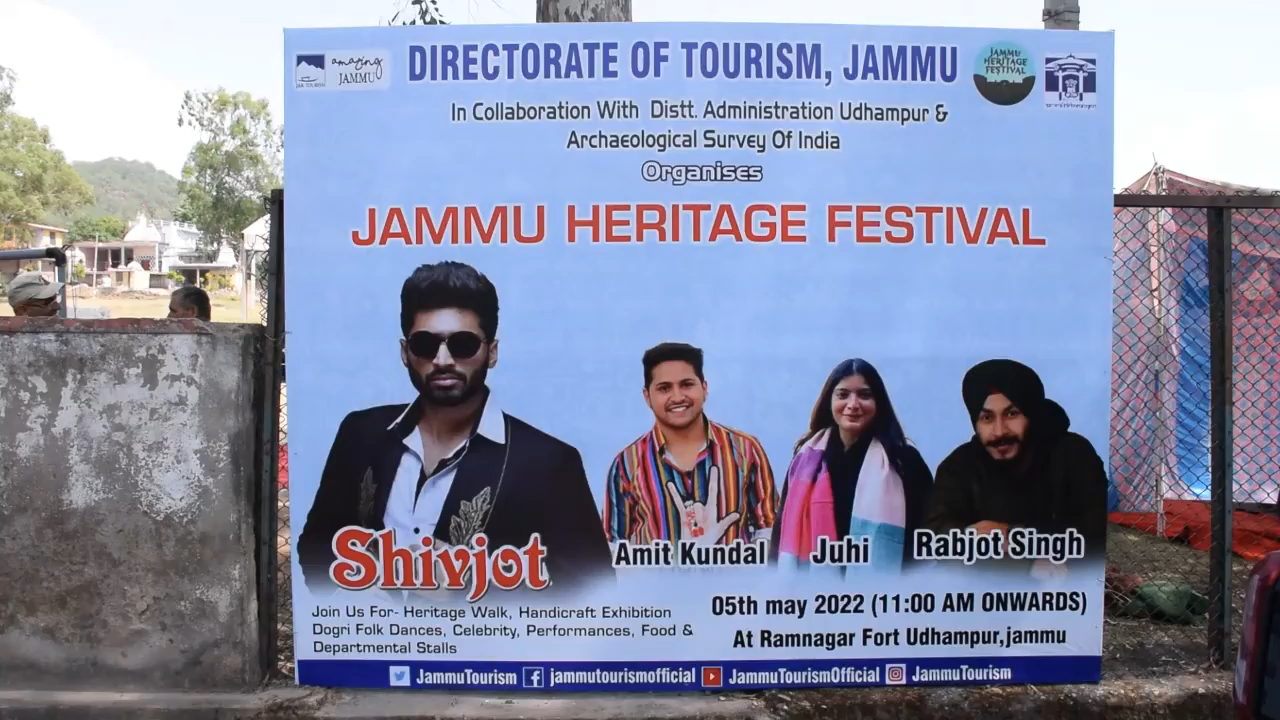 amazing
JAMMU
J&K TOURISM
DIRECTORATE OF TOURISM, JAMMU
JAMMU
HERITAGE
FESTIVAL
In Collaboration With Distt. Administration Udhampur &
Archaeological Survey Of India
Organises
JAMMU HERITAGE FESTIVAL
Shivjot
Amit Kundal
Juhi
Rabjot Singh
Join Us For- Heritage Walk, Handicraft Exhibition
Dogri Folk Dances, Celebrity, Performances, Food &
Departmental Stalls
05th may 2022 (11:00 AM ONWARDS)
At Ramnagar Fort Udhampur,jammu
JammuTourism jammutourismofficial JammuTourismOfficial JammuTourism